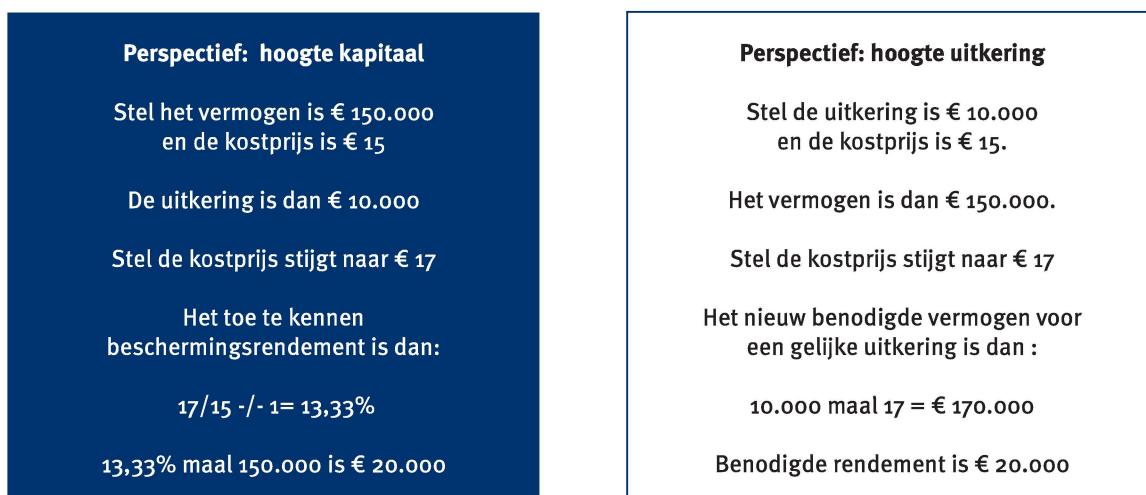 Perspectief: hoogte kapitaal
Stel het vermogen is € 150.000
en de kostprijs is € 15
De uitkering is dan € 10.000
Stel de kostprijs stijgt naar € 17
Het toe te kennen
beschermingsrendement is dan:
17/15 -/- 1= 13,33%
13,33% maal 150.000 is € 20.000
Perspectief: hoogte uitkering
Stel de uitkering is € 10.000
en de kostprijs is € 15.
Het vermogen is dan € 150.000.
Stel de kostprijs stijgt naar € 17
Het nieuw benodigde vermogen voor
een gelijke uitkering is dan :
10.000 maal 17 = € 170.000
Benodigde rendement is € 20.000